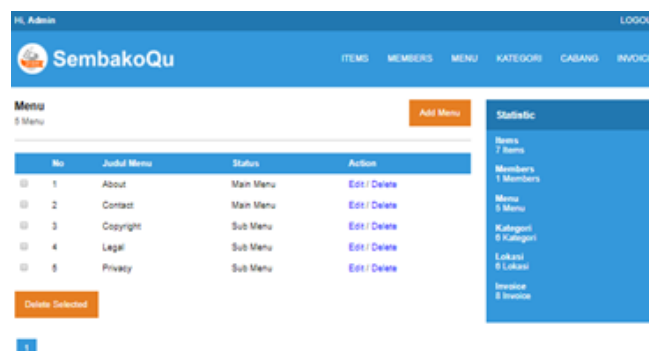 Hi, Admin
LOGOU
SembakoQu
ITEMS MEMBERS MENU KATEGORI CABANG INVOICE
Menu
5 Menu
Add Menu
No Judul Menu Status Action
1 About Main Menu Edit / Delete
2 Contact Main Menu Edit / Delete
3 Copyright Sub Menu Edit / Delete
4 Legal Sub Menu Edit / Delete
5 Privacy Sub Menu Edit / Delete
Delete Selected
1
Statistic
Items
7 Items
Members
1 Members
Menu
5 Menu
Kategori
6 Kategori
Lokasi
6 Lokasi
Invoice
8 Invoice